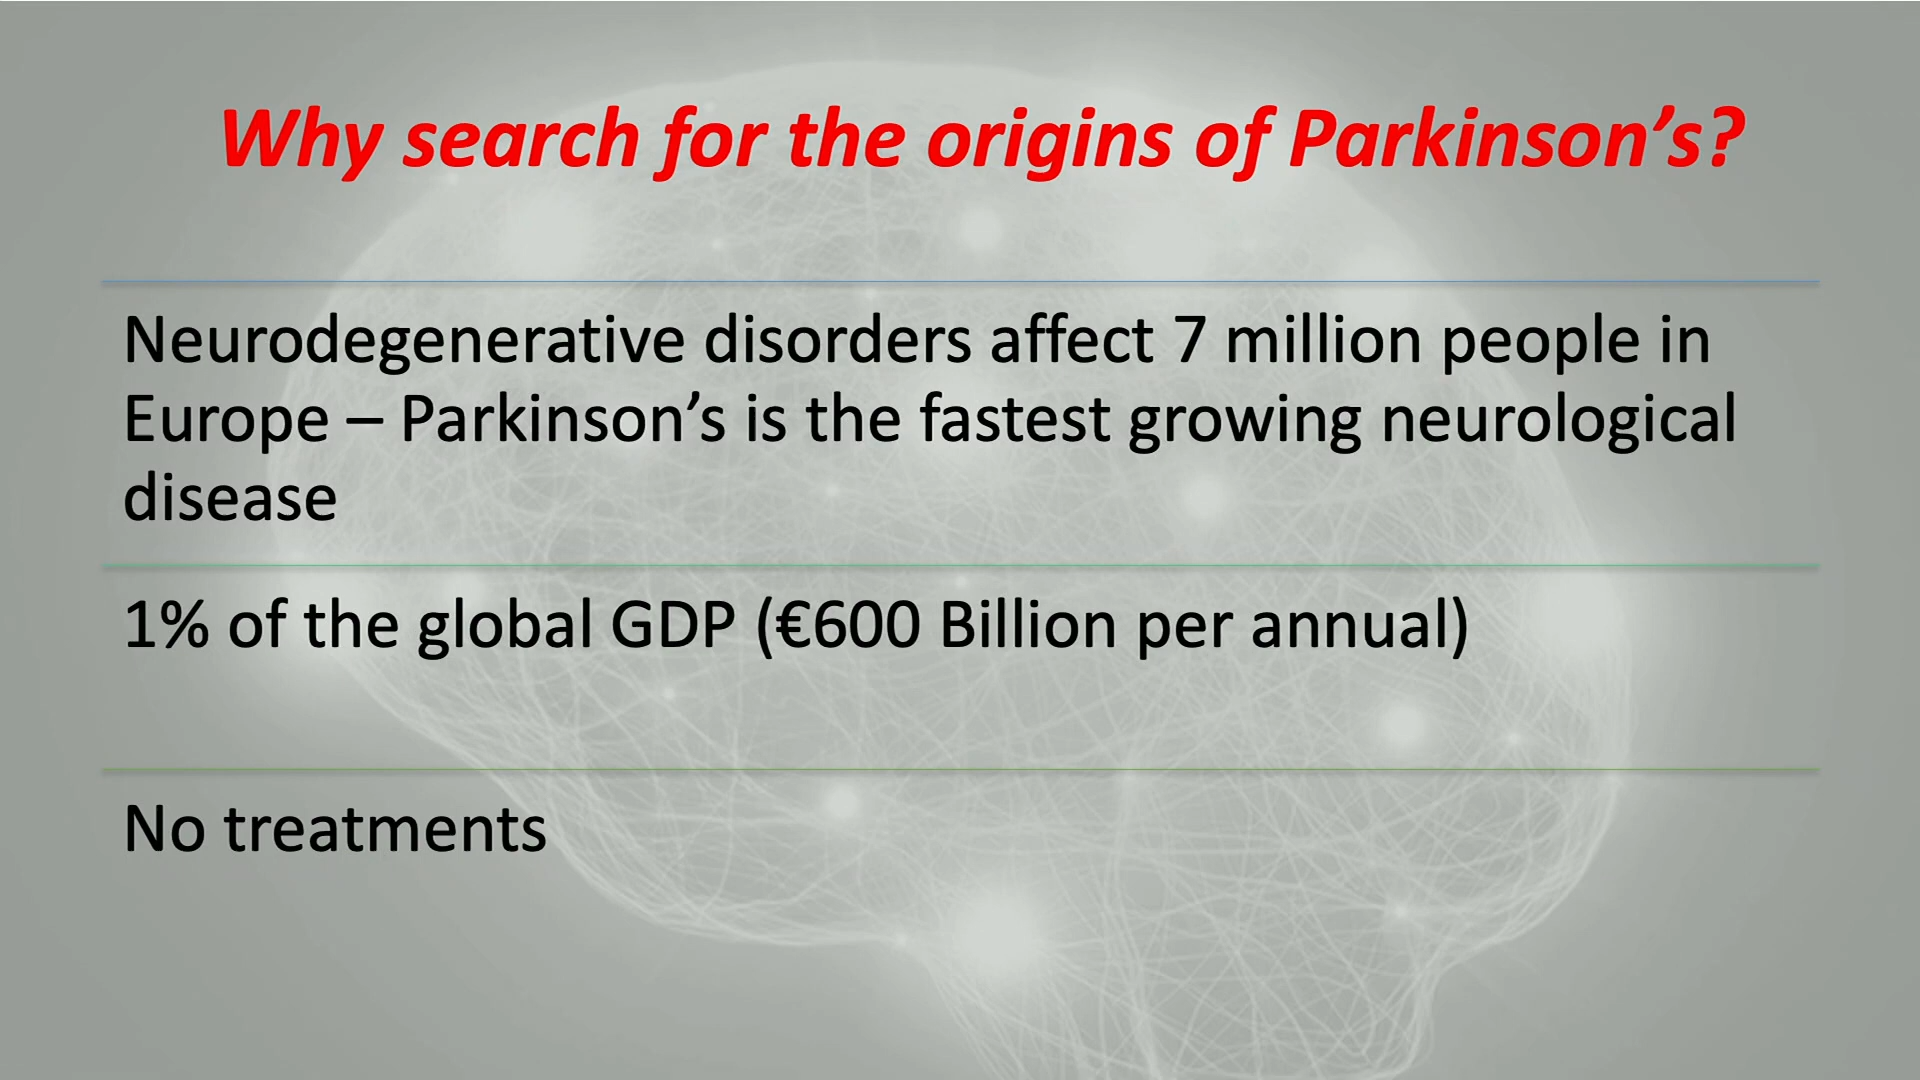 Why search for the origins of Parkinson’s?
Neurodegenerative disorders affect 7 million people in
Europe – Parkinson’s is the fastest growing neurological
disease
1% of the global GDP (€600 Billion per annual)
No treatments